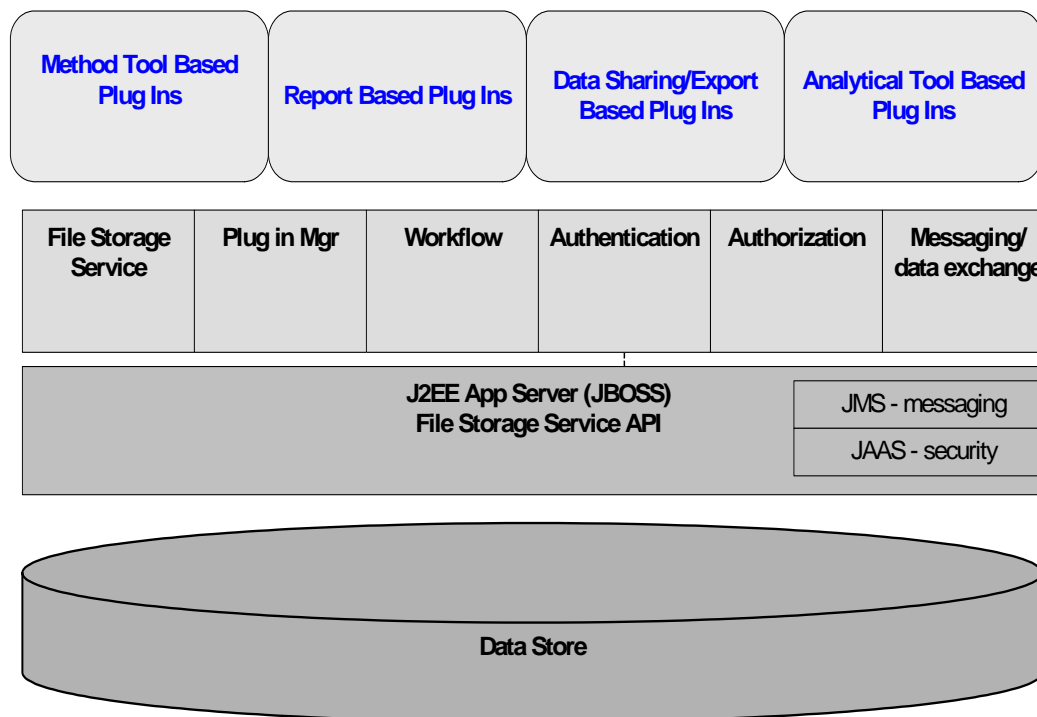 Method Tool Based
Plug Ins
Report Based Plug Ins
Data Sharing/Export
Based Plug Ins
Analytical Tool Based
Plug Ins
File Storage
Service
Plug in Mgr
Workflow
Authentication
Authorization
Messaging/
data exchange
J2EE App Server (JBOSS)
File Storage Service API
JMS - messaging
JAAS - security
Data Store